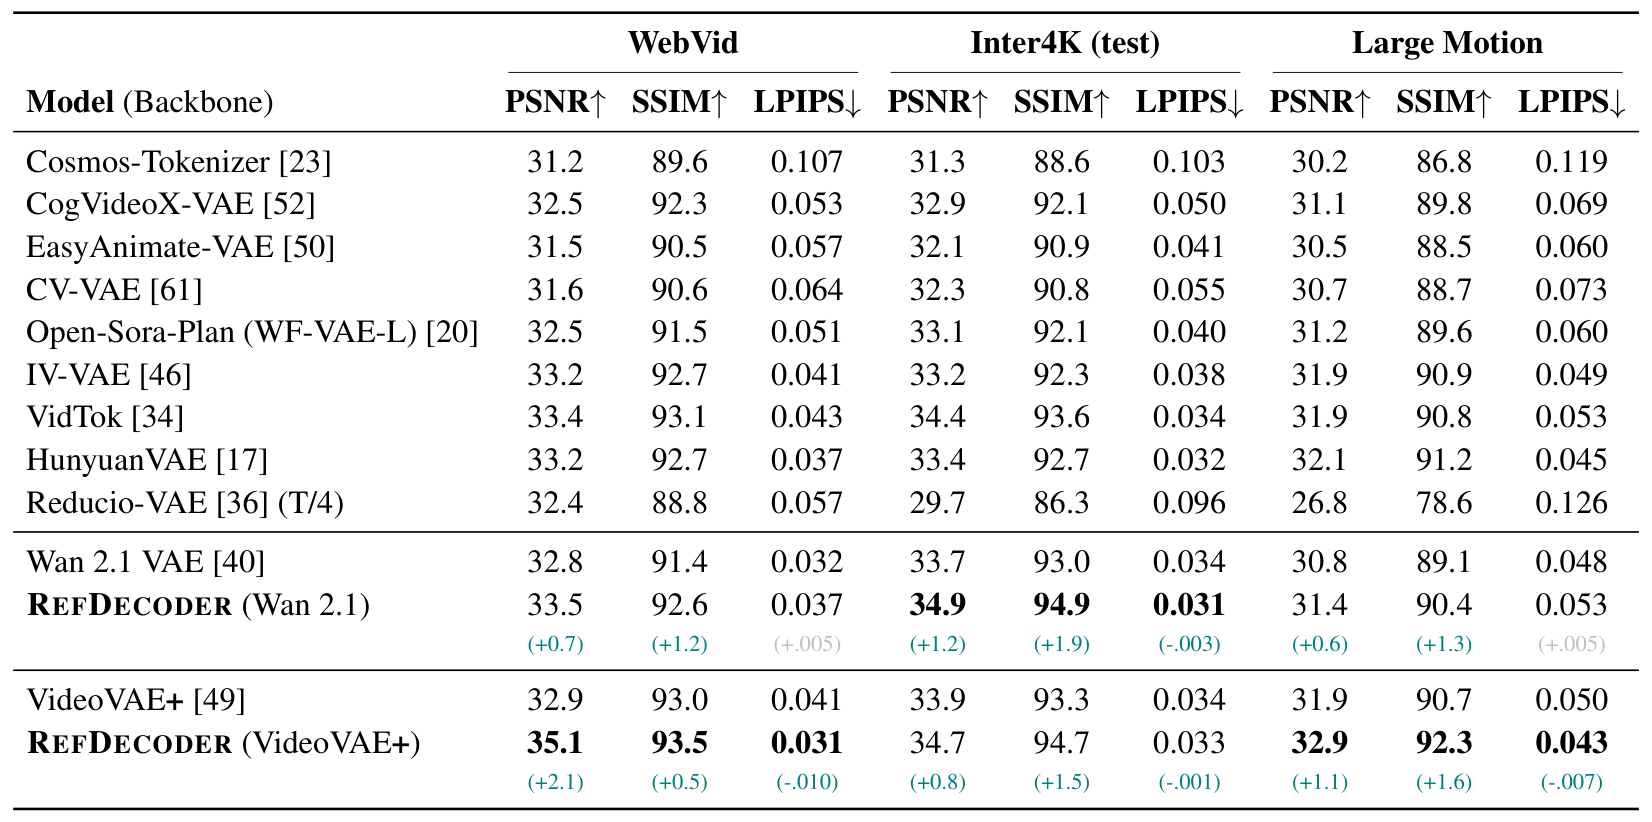 WebVid Inter4K (test) Large Motion
Model (Backbone) PSNR↑ SSIM↑ LPIPS↓ PSNR↑ SSIM↑ LPIPS↓ PSNR↑ SSIM↑ LPIPS↓
Cosmos-Tokenizer [23] 31.2 89.6 0.107 31.3 88.6 0.103 30.2 86.8 0.119
CogVideoX-VAE [52] 32.5 92.3 0.053 32.9 92.1 0.050 31.1 89.8 0.069
EasyAnimate-VAE [50] 31.5 90.5 0.057 32.1 90.9 0.041 30.5 88.5 0.060
CV-VAE [61] 31.6 90.6 0.064 32.3 90.8 0.055 30.7 88.7 0.073
Open-Sora-Plan (WF-VAE-L) [20] 32.5 91.5 0.051 33.1 92.1 0.040 31.2 89.6 0.060
IV-VAE [46] 33.2 92.7 0.041 33.2 92.3 0.038 31.9 90.9 0.049
VidTok [34] 33.4 93.1 0.043 34.4 93.6 0.034 31.9 90.8 0.053
HunyuanVAE [17] 33.2 92.7 0.037 33.4 92.7 0.032 32.1 91.2 0.045
Reducio-VAE [36] (T/4) 32.4 88.8 0.057 29.7 86.3 0.096 26.8 78.6 0.126
Wan 2.1 VAE [40] 32.8 91.4 0.032 33.7 93.0 0.034 30.8 89.1 0.048
REFDECODER (Wan 2.1) 33.5 92.6 0.037 34.9 94.9 0.031 31.4 90.4 0.053
(+0.7) (+1.2) (+.005) (+1.2) (+1.9) (-.003) (+0.6) (+1.3) (+.005)
VideoVAE+ [49] 32.9 93.0 0.041 33.9 93.3 0.034 31.9 90.7 0.050
REFDECODER (VideoVAE+) 35.1 93.5 0.031 34.7 94.7 0.033 32.9 92.3 0.043
(+2.1) (+0.5) (-.010) (+0.8) (+1.5) (-.001) (+1.1) (+1.6) (-.007)